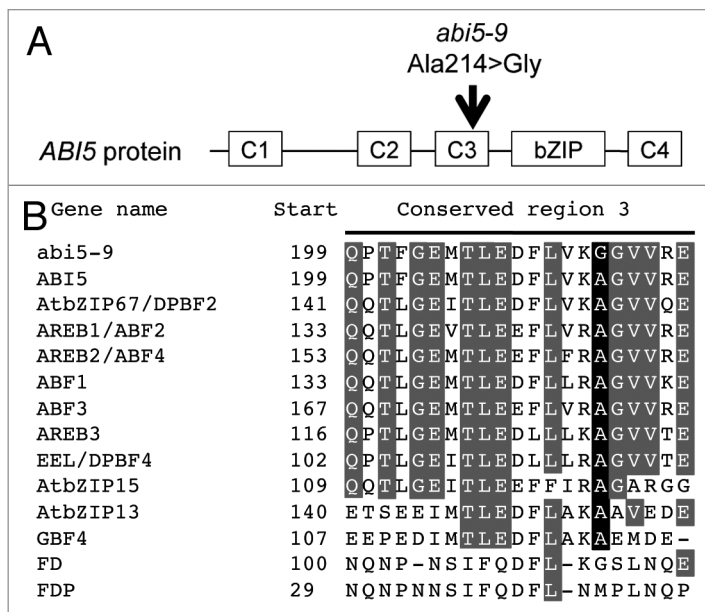 A
abi5-9
Ala214>Gly
ABI5 protein C1 C2 C3 bZIP C4
B Gene name Start Conserved region 3
abi5-9 199 QPTFGEMTLEDFLVKGGVVRE
ABI5 199 QPTFGEMTLEDFLVKAGVVRE
AtbZIP67/DPBF2 141 QQTLGEITLEDFLVKAGVVQE
AREB1/ABF2 133 QQTLGEVTLEEFLVRAGVVRE
AREB2/ABF4 153 QQTLGEMTLEEFLFRAGVVRE
ABF1 133 QQTLGEMTLEDFLLRAGVVKE
ABF3 167 QQTLGEMTLEEFLVRAGVVRE
AREB3 116 QPTLGEMTLEDLLLKAGVVTE
EEL/DPBF4 102 QPTLGEITLEDLLLRAGVVTE
AtbZIP15 109 QQTLGEITLEEFFIRAGARGG
AtbZIP13 140 ETSEEIMTLEDFLAKAAVEDE
GBF4 107 EEPEDIMTLEDFLAKAEMDE-
FD 100 NQNP-NSIFQDFL-KGSLNQE
FDP 29 NQNPNNSIFQDFL-NMPLNQP